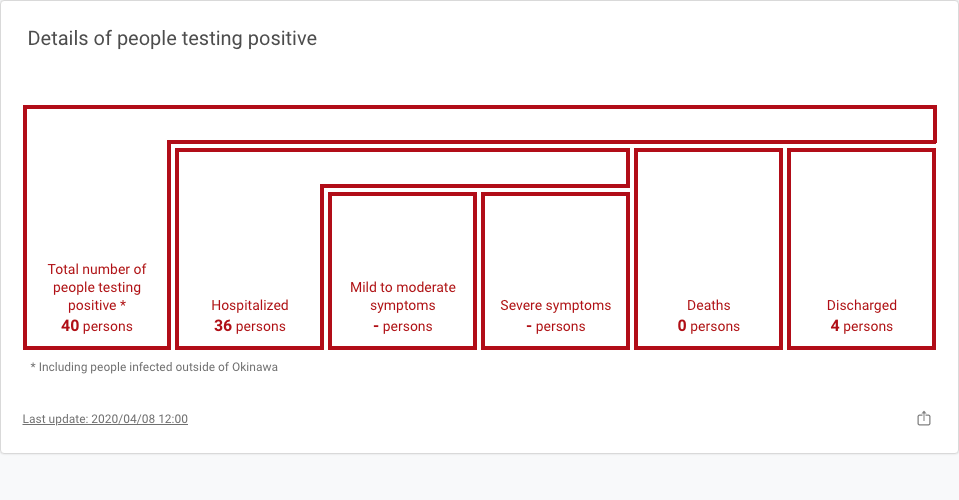 Details of people testing positive
Total number of
people testing
positive *
40 persons
Hospitalized
36 persons
Mild to moderate
symptoms
- persons
Severe symptoms
- persons
Deaths
0 persons
Discharged
4 persons
* Including people infected outside of Okinawa
Last update: 2020/04/08 12:00